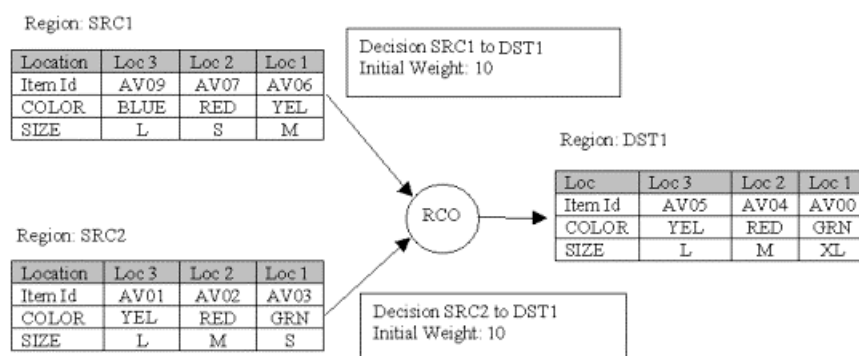 Region: SRC1
Location Loc 3 Loc 2 Loc 1
Item Id AV09 AV07 AV06
COLOR BLUE RED YEL
SIZE L S M
Decision SRC1 to DST1
Initial Weight: 10
Region: DST1
Loc Loc 3 Loc 2 Loc 1
Item Id AV05 AV04 AV00
COLOR YEL RED GRN
SIZE L M XL
RCO
Region: SRC2
Location Loc 3 Loc 2 Loc 1
Item Id AV01 AV02 AV03
COLOR YEL RED GRN
SIZE L M S
Decision SRC2 to DST1
Initial Weight: 10